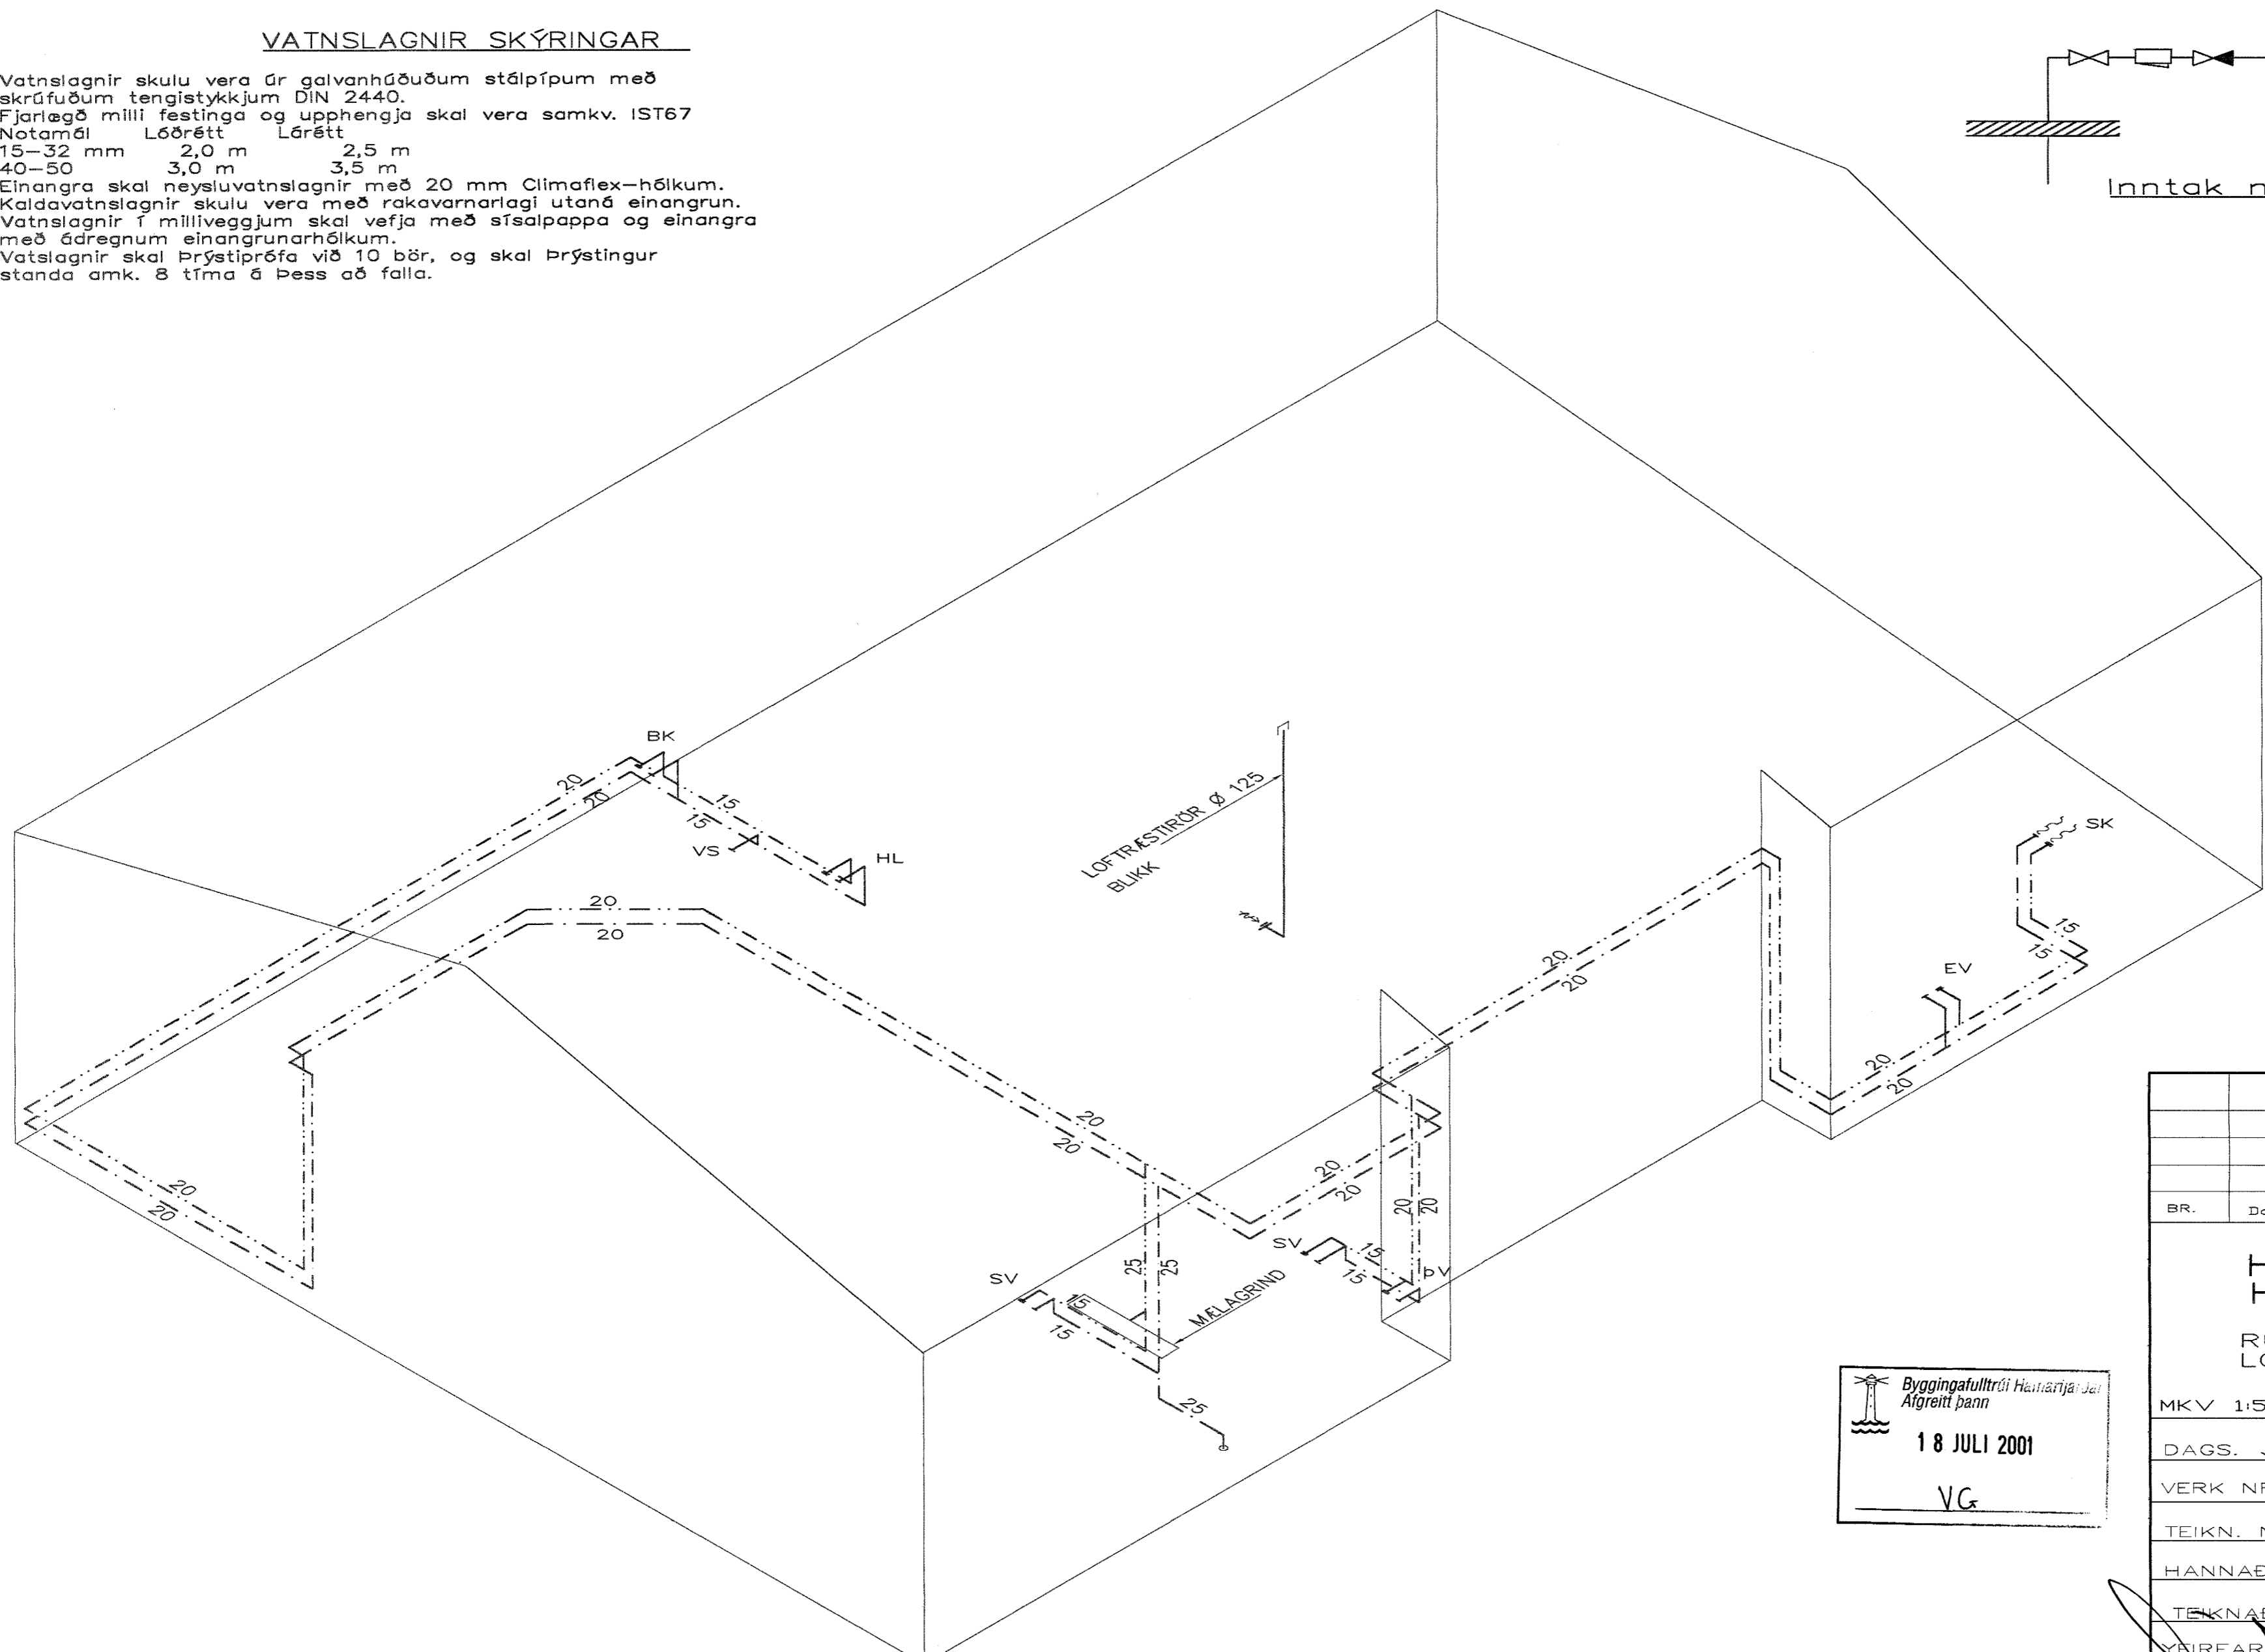 VATNSLAGNIR SKÝRINGAR
Vatnslagnir skulu vera úr galvanhúðuðum stálpípum með
skrúfuðum tengistykkjum DIN 2440.
Fjarlægð milli festinga og upphengja skal vera samkv. IST67
Notamál Lóðrétt Lárétt
15-32 mm 2,0 m 2,5 m
40-50 3,0 m 3,5 m
Einangra skal neysluvatnslagnir með 20 mm Climaflex-hólkum.
Kaldavatnslagnir skulu vera með rakavarnarlagi utaná einangrun.
Vatnslagnir í milliveggjum skal vefja með sísalpappa og einangra
með ádregnum einangrunarhólkum.
Vatslagnir skal Þrýstiprófa við 10 bör, og skal Þrýstingur
standa amk. 8 tíma á Þess að falla.
Inntak
BK
20
20
15
15
VS
HL
LOFTRÆSTIRÖR Ø 125
BLIKK
SK
20
20
15
15
EV
20
20
20
20
20
20
20
20
20
20
20
20
25
25
SV
15
15
ÞV
SV
15
15
MÆLAGRIND
25
BR.
MKV 1:5
DAGS.
VERK
TEIKN.
Byggingafulltrúi Hafnarfjarðar
Afgreitt þann
18 JULI 2001
VG